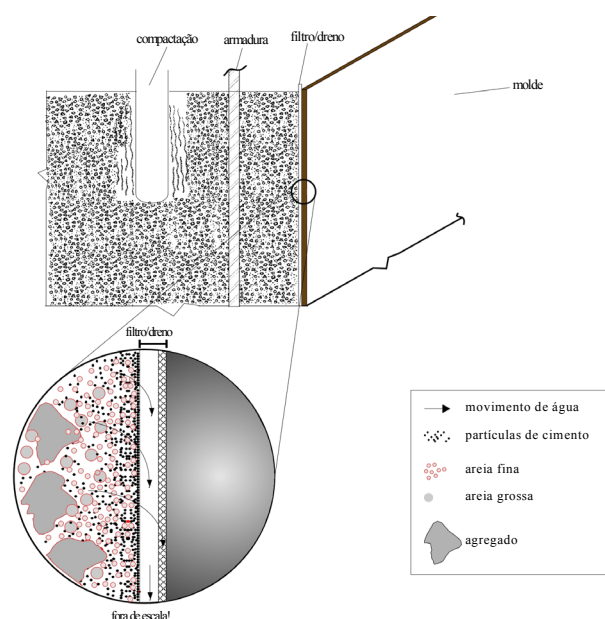 compactação
armadura
filtro/dreno
molde
filtro/dreno
movimento de água
partículas de cimento
areia fina
areia grossa
agregado
fora de escala!